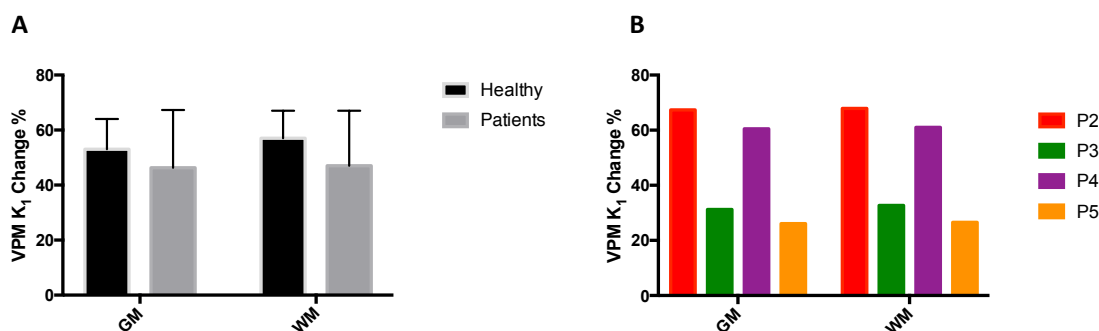 A
VPM K₁ Change %
80
60
40
20
0
GM
WM
Healthy
Patients
B
VPM K₁ Change %
80
60
40
20
0
GM
WM
P2
P3
P4
P5